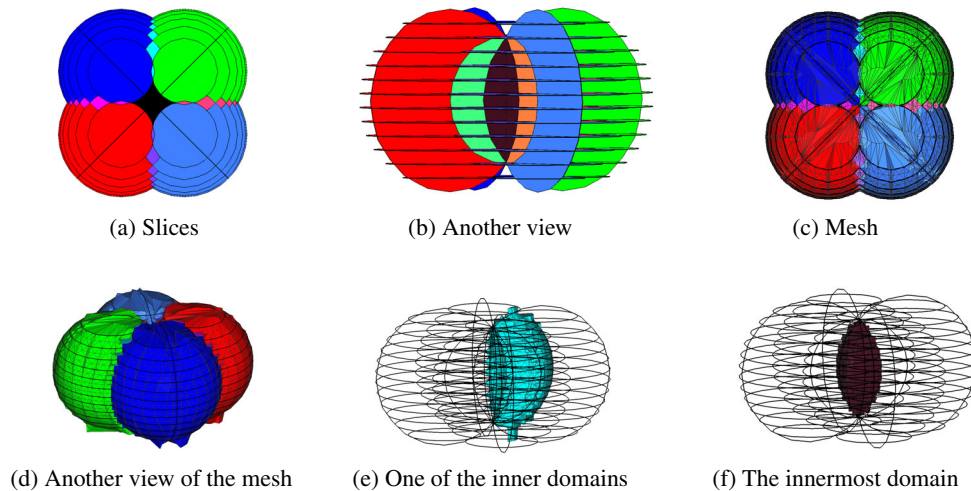 (a) Slices
(b) Another view
(c) Mesh
(d) Another view of the mesh
(e) One of the inner domains
(f) The innermost domain